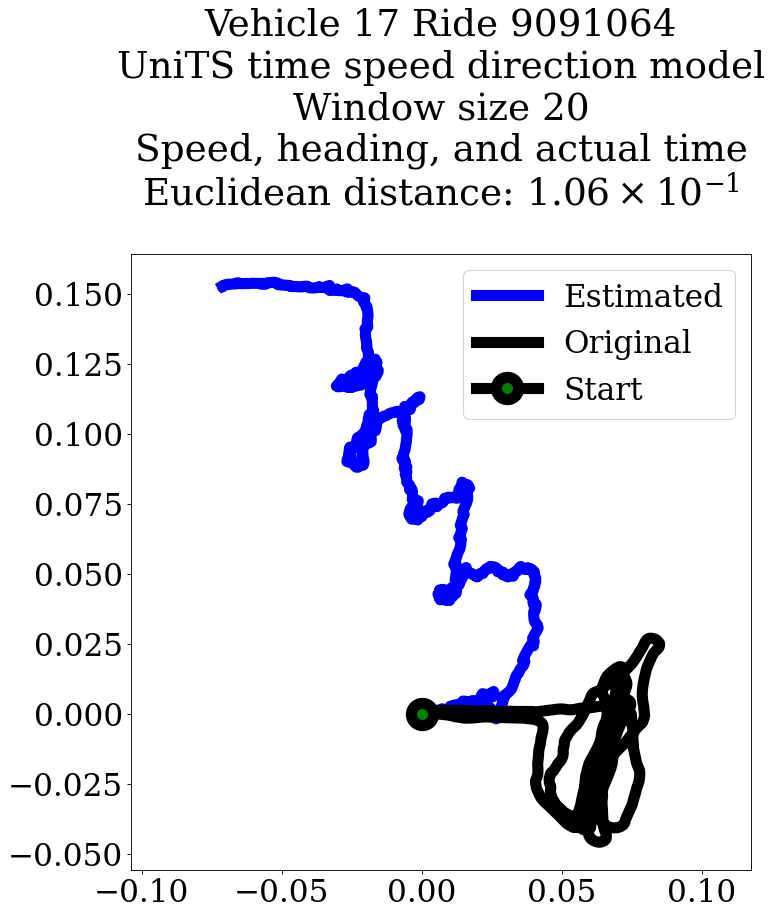 Vehicle 17 Ride 9091064
UniTS time speed direction model
Window size 20
Speed, heading, and actual time
Euclidean distance: 1.06 × 10⁻¹
Estimated
Original
Start
0.150
0.125
0.100
0.075
0.050
0.025
0.000
−0.025
−0.050
−0.10 −0.05 0.00 0.05 0.10